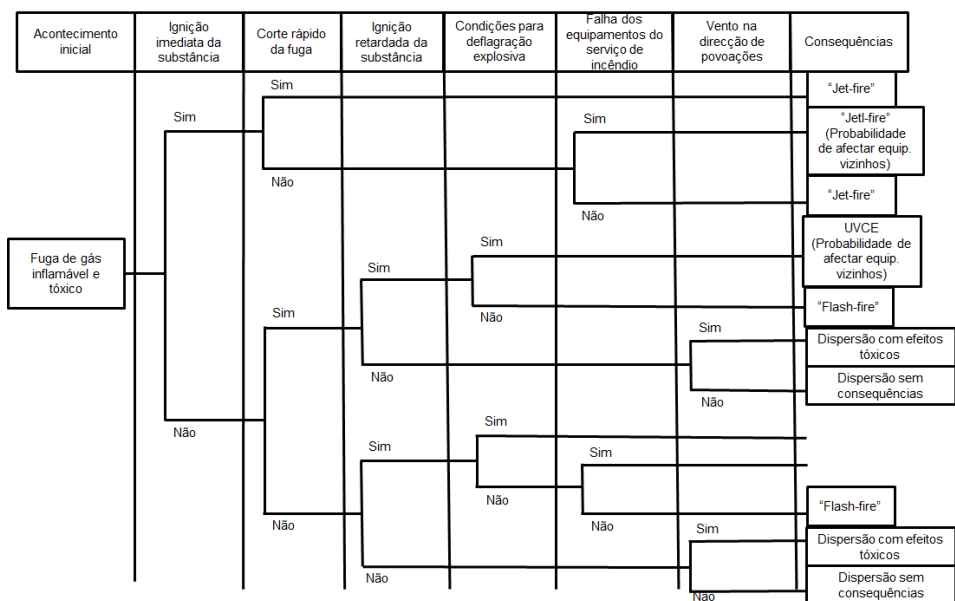 Acontecimento
inicial
Ignição
imediata da
substância
Corte rápido
da fuga
Ignição
retardada da
substância
Condições para
deflagração
explosiva
Falha dos
equipamentos do
serviço de
incêndio
Vento na
direcção de
povoações
Consequências
Sim
"Jet-fire"
Sim
Sim
"Jetl-fire"
(Probabilidade
de afectar equip.
vizinhos)
Não
"Jet-fire"
Não
UVCE
(Probabilidade de
afectar equip.
vizinhos)
Sim
Fuga de gás
inflamável e
tóxico
Sim
"Flash-fire"
Não
Sim
Sim
Dispersão com efeitos
tóxicos
Não
Dispersão sem
consequências
Não
Sim
Não
Sim
Sim
Não
"Flash-fire"
Não
Não
Sim
Dispersão com efeitos
tóxicos
Não
Dispersão sem
consequências
Não